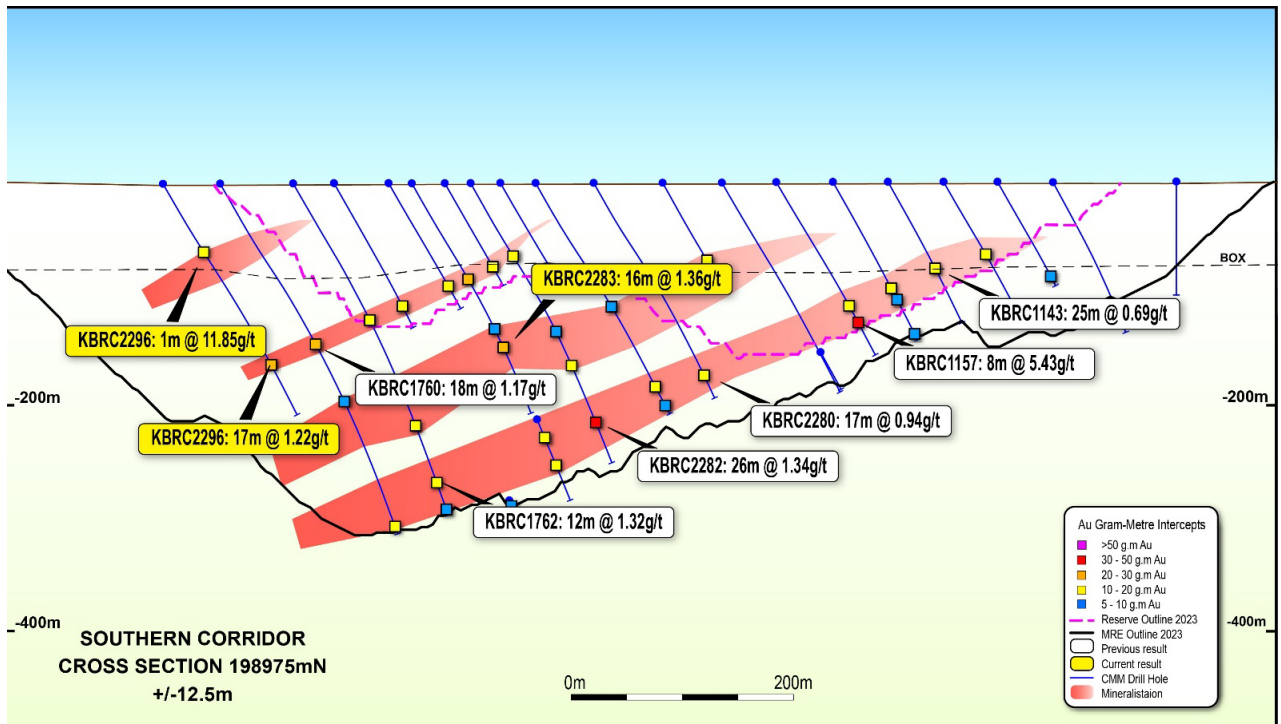 BOX
KBRC2283: 16m @ 1.36g/t
KBRC2296: 1m @ 11.85g/t
KBRC1143: 25m @ 0.69g/t
KBRC1157: 8m @ 5.43g/t
KBRC1760: 18m @ 1.17g/t
-200m
-200m
KBRC2280: 17m @ 0.94g/t
KBRC2296: 17m @ 1.22g/t
KBRC2282: 26m @ 1.34g/t
KBRC1762: 12m @ 1.32g/t
-400m
-400m
SOUTHERN CORRIDOR
CROSS SECTION 198975mN
+/-12.5m
0m
200m
Au Gram-Metre Intercepts
>50 g.m Au
30 - 50 g.m Au
20 - 30 g.m Au
10 - 20 g.m Au
5 - 10 g.m Au
Reserve Outline 2023
MRE Outline 2023
Previous result
Current result
CMM Drill Hole
Mineralistaion